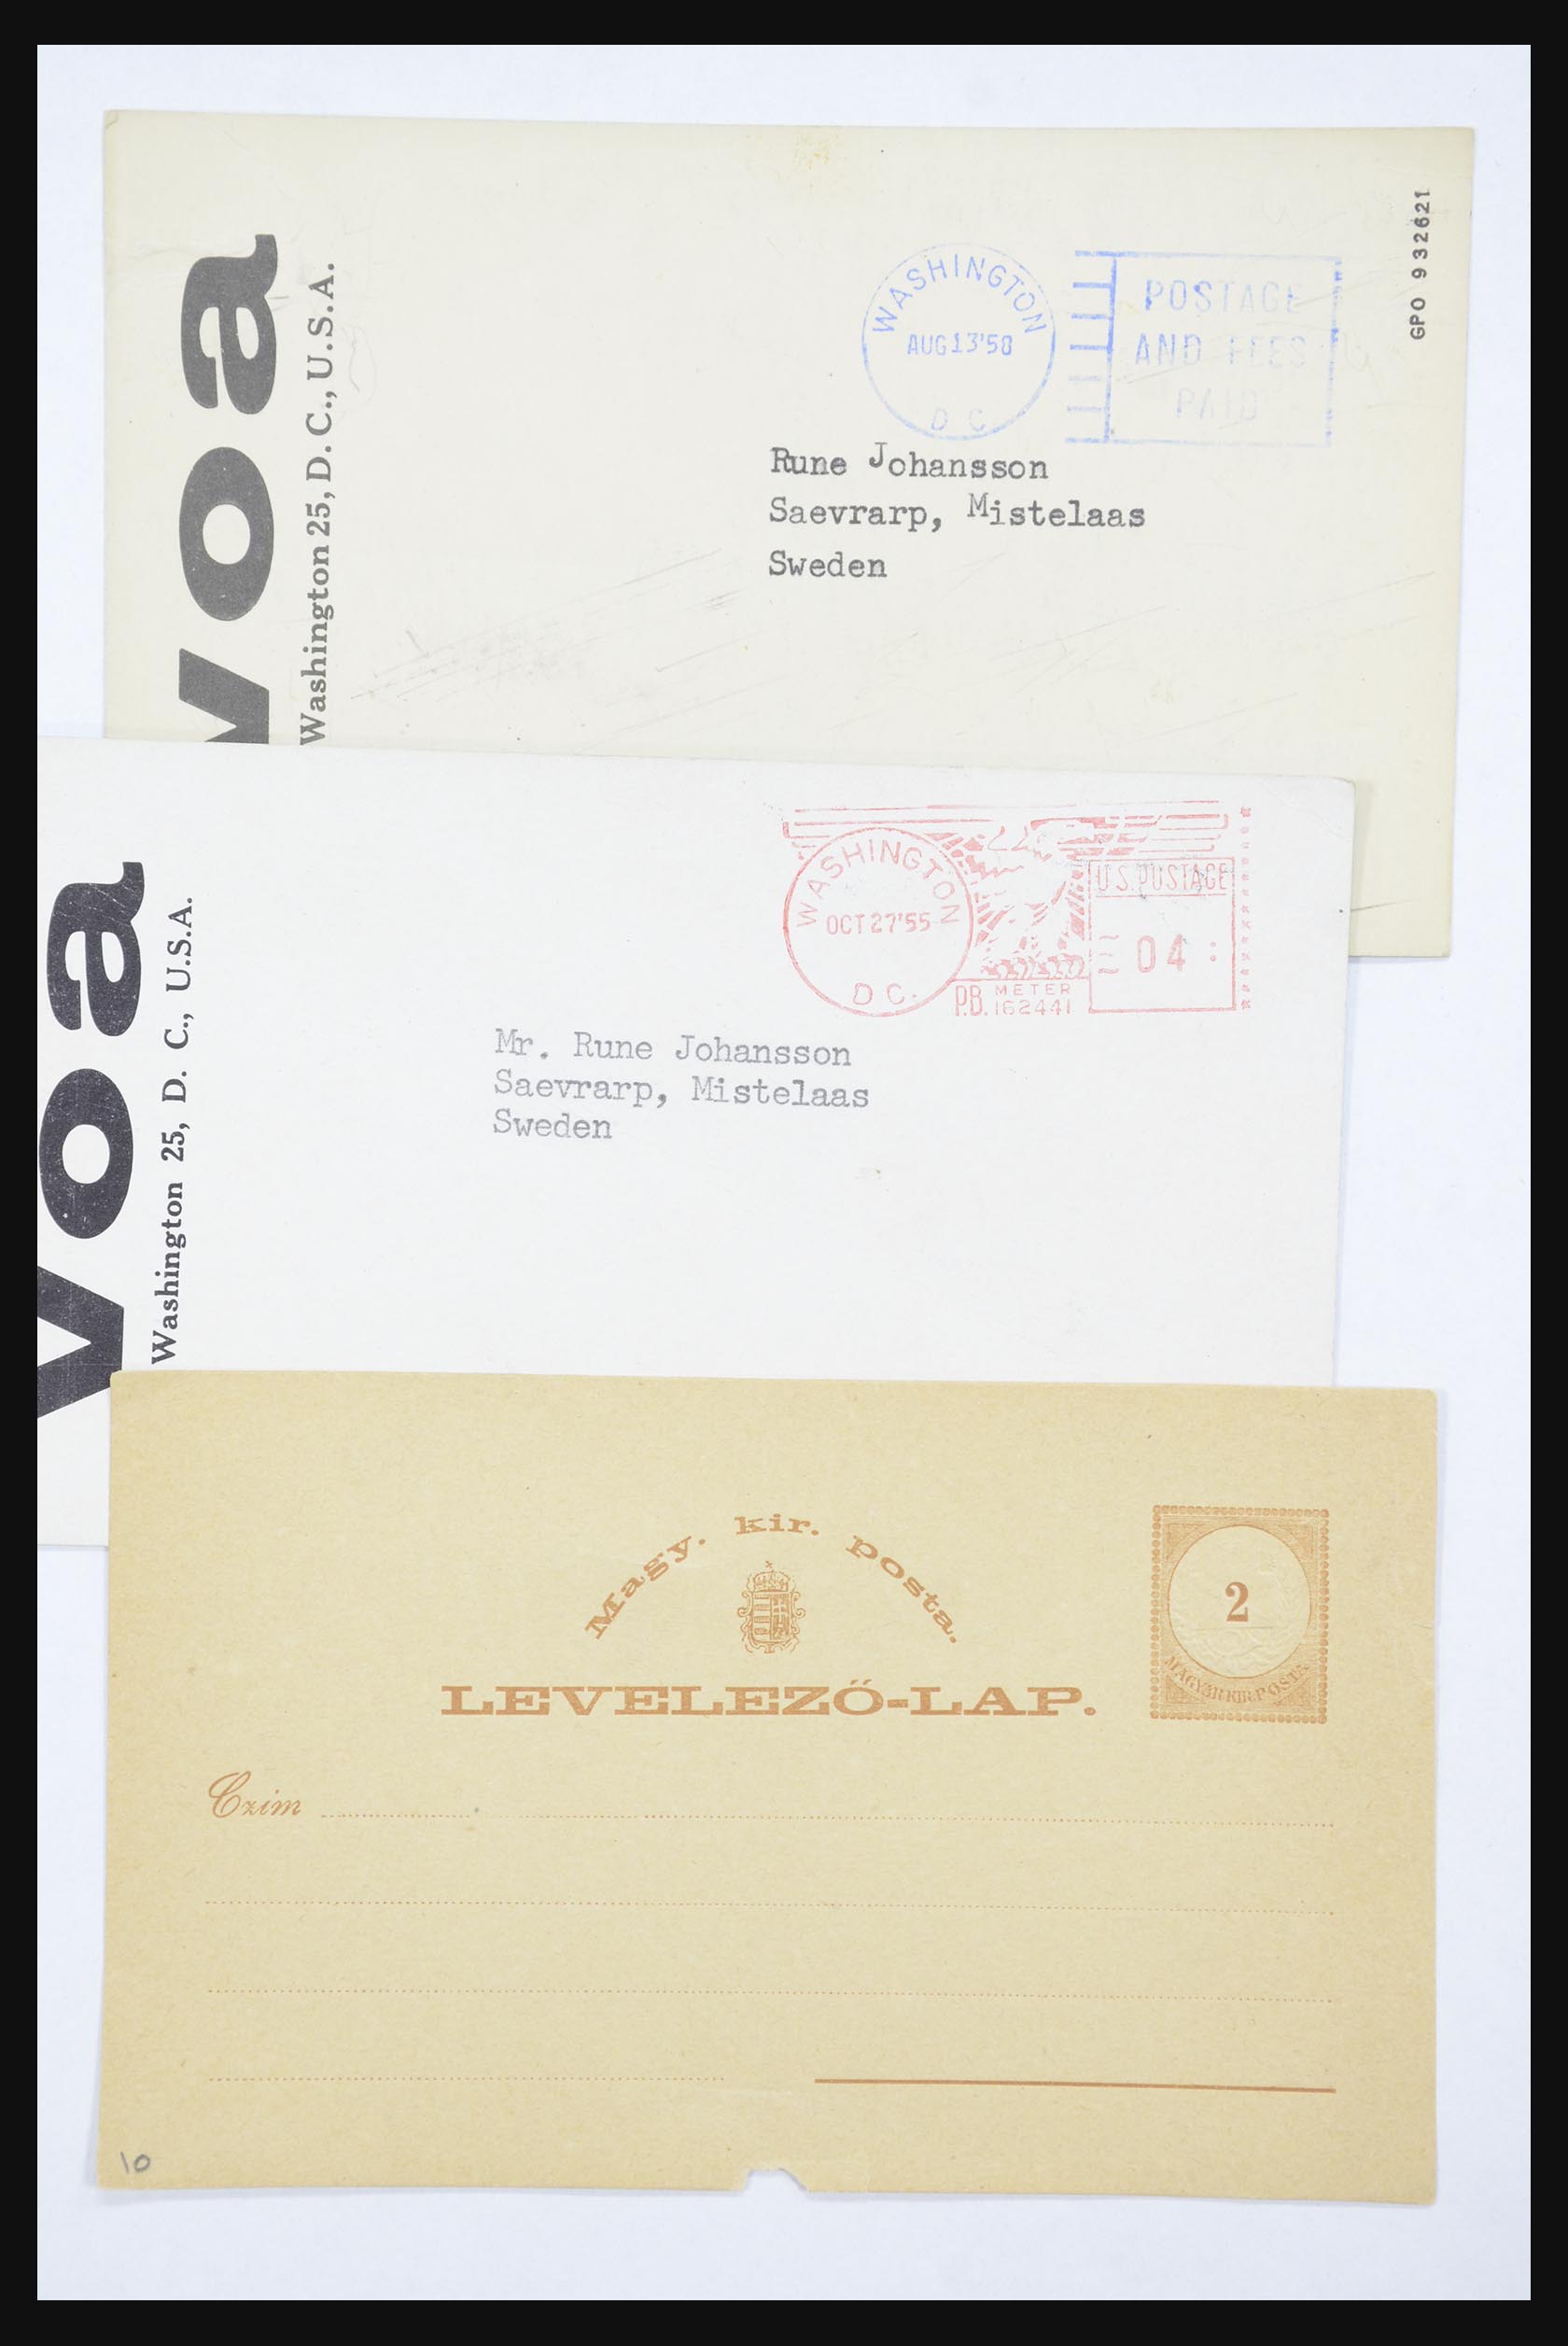 voa
Washington 25, D. C., U.S.A.
WASHINGTON
AUG 13 '58
D C
POSTAGE
AND FEES
PAID
GPO 932621
Rune Johansson
Saevrarp, Mistelaas
Sweden
voa
Washington 25, D. C., U.S.A.
WASHINGTON
OCT 27 '55
D C.
P.B. METER
162441
U.S. POSTAGE
04
Mr. Rune Johansson
Saevrarp, Mistelaas
Sweden
Magy. kir. posta.
LEVELEZŐ-LAP.
2
MAGYAR KIR. POSTA
Czim
10